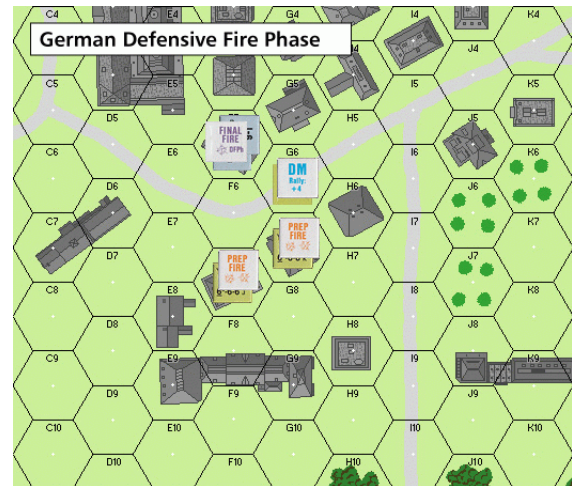 C4 E4 G4 I4 K4
German Defensive Fire Phase
J4
C5 E5 G5 I5 K5
D5 H5 J5
FINAL
FIRE
DFPh
C6 E6 G6 I6 K6
DM
Rally:
+4
D6 F6 H6 J6
C7 E7 I7 K7
PREP
FIRE
D7 H7 J7
PREP
FIRE
C8 E8 G8 I8 K8
D8 F8 H8 J8
C9 E9 G9 I9 K9
D9 F9 H9 J9
C10 E10 G10 I10 K10
D10 F10 H10 J10